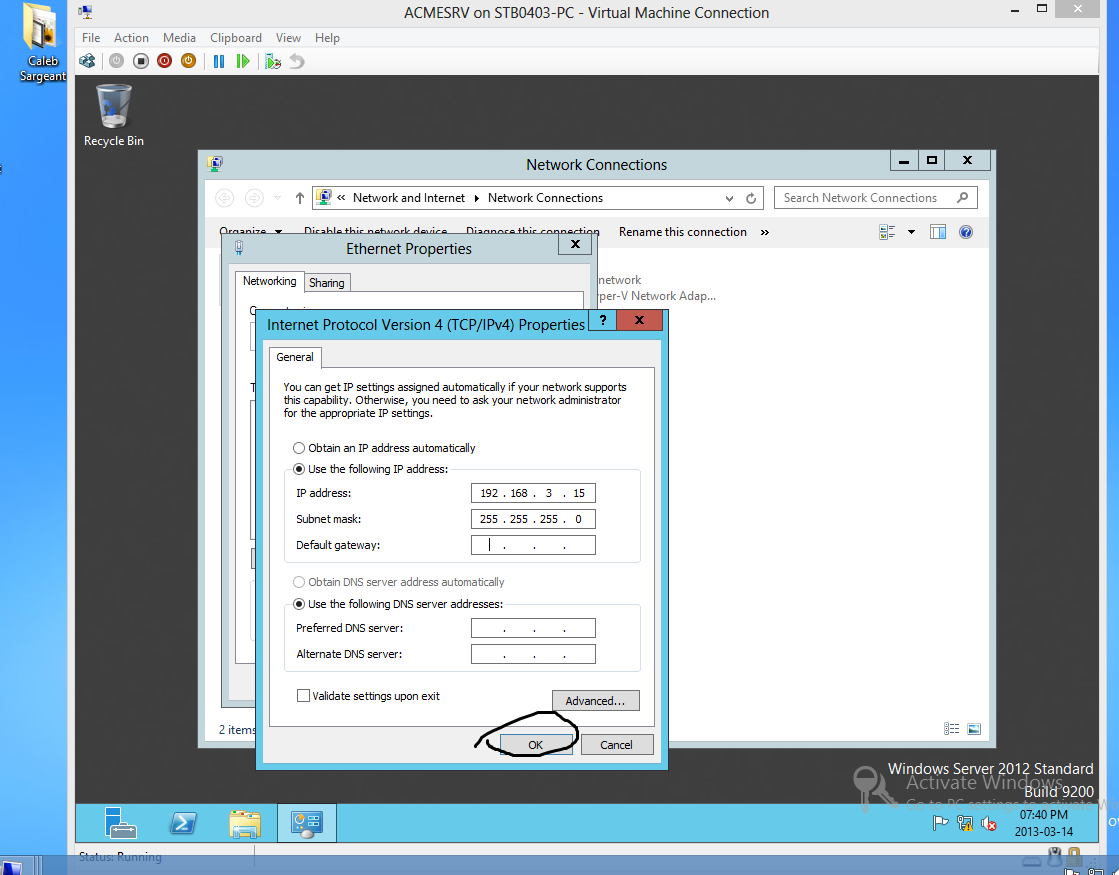 Caleb
Sargeant
ACMESRV on STB0403-PC - Virtual Machine Connection
File Action Media Clipboard View Help
Recycle Bin
Network Connections
« Network and Internet Network Connections
Search Network Connections
Organize Disable this network device Diagnose this connection Rename this connection »
Ethernet Properties
Networking Sharing
network
yper-V Network Adap...
Internet Protocol Version 4 (TCP/IPv4) Properties ?
General
You can get IP settings assigned automatically if your network supports
this capability. Otherwise, you need to ask your network administrator
for the appropriate IP settings.
Obtain an IP address automatically
Use the following IP address:
IP address: 192 . 168 . 3 . 15
Subnet mask: 255 . 255 . 255 . 0
Default gateway: . . .
Obtain DNS server address automatically
Use the following DNS server addresses:
Preferred DNS server: . . .
Alternate DNS server: . . .
Validate settings upon exit
Advanced...
OK Cancel
2 items
Windows Server 2012 Standard
Activate Windows
Build 9200
Go to PC settings to activate
07:40 PM
2013-03-14
Status: Running